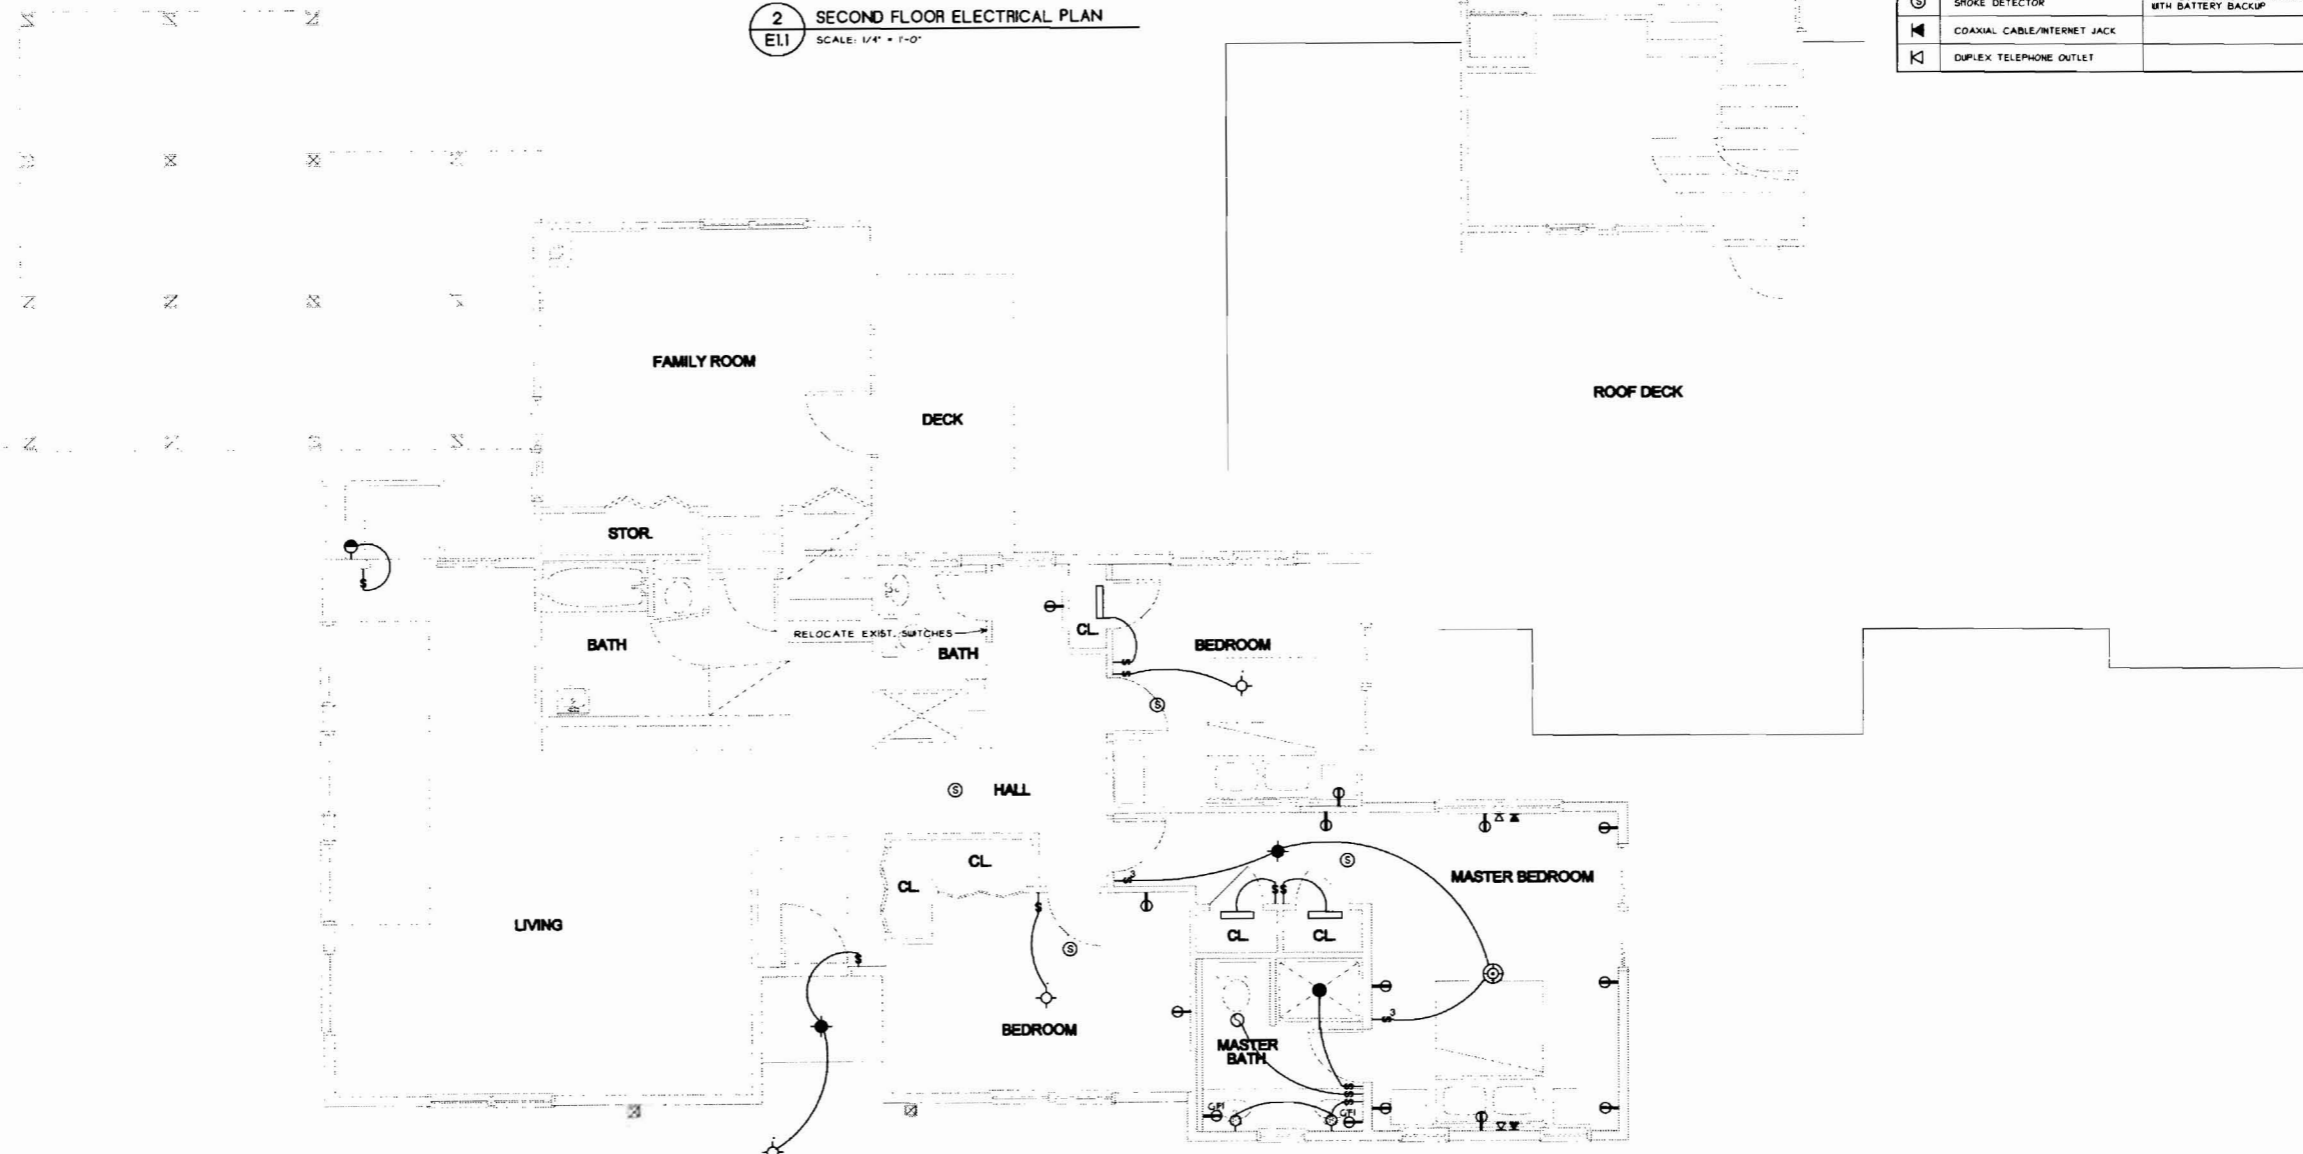 2
E1.1
SECOND FLOOR ELECTRICAL PLAN
SCALE: 1/4" = 1'-0"
S
SMOKE DETECTOR
WITH BATTERY BACKUP
COAXIAL CABLE/INTERNET JACK
DUPLEX TELEPHONE OUTLET
FAMILY ROOM
DECK
ROOF DECK
STOR.
$
BATH
RELOCATE EXIST. SWITCHES
BATH
CL.
BEDROOM
$
$
S
S
HALL
CL.
CL.
$3
S
MASTER BEDROOM
$$
LIVING
$
CL.
CL.
$
S
BEDROOM
$3
MASTER
BATH
$
$
$
GFI
GFI